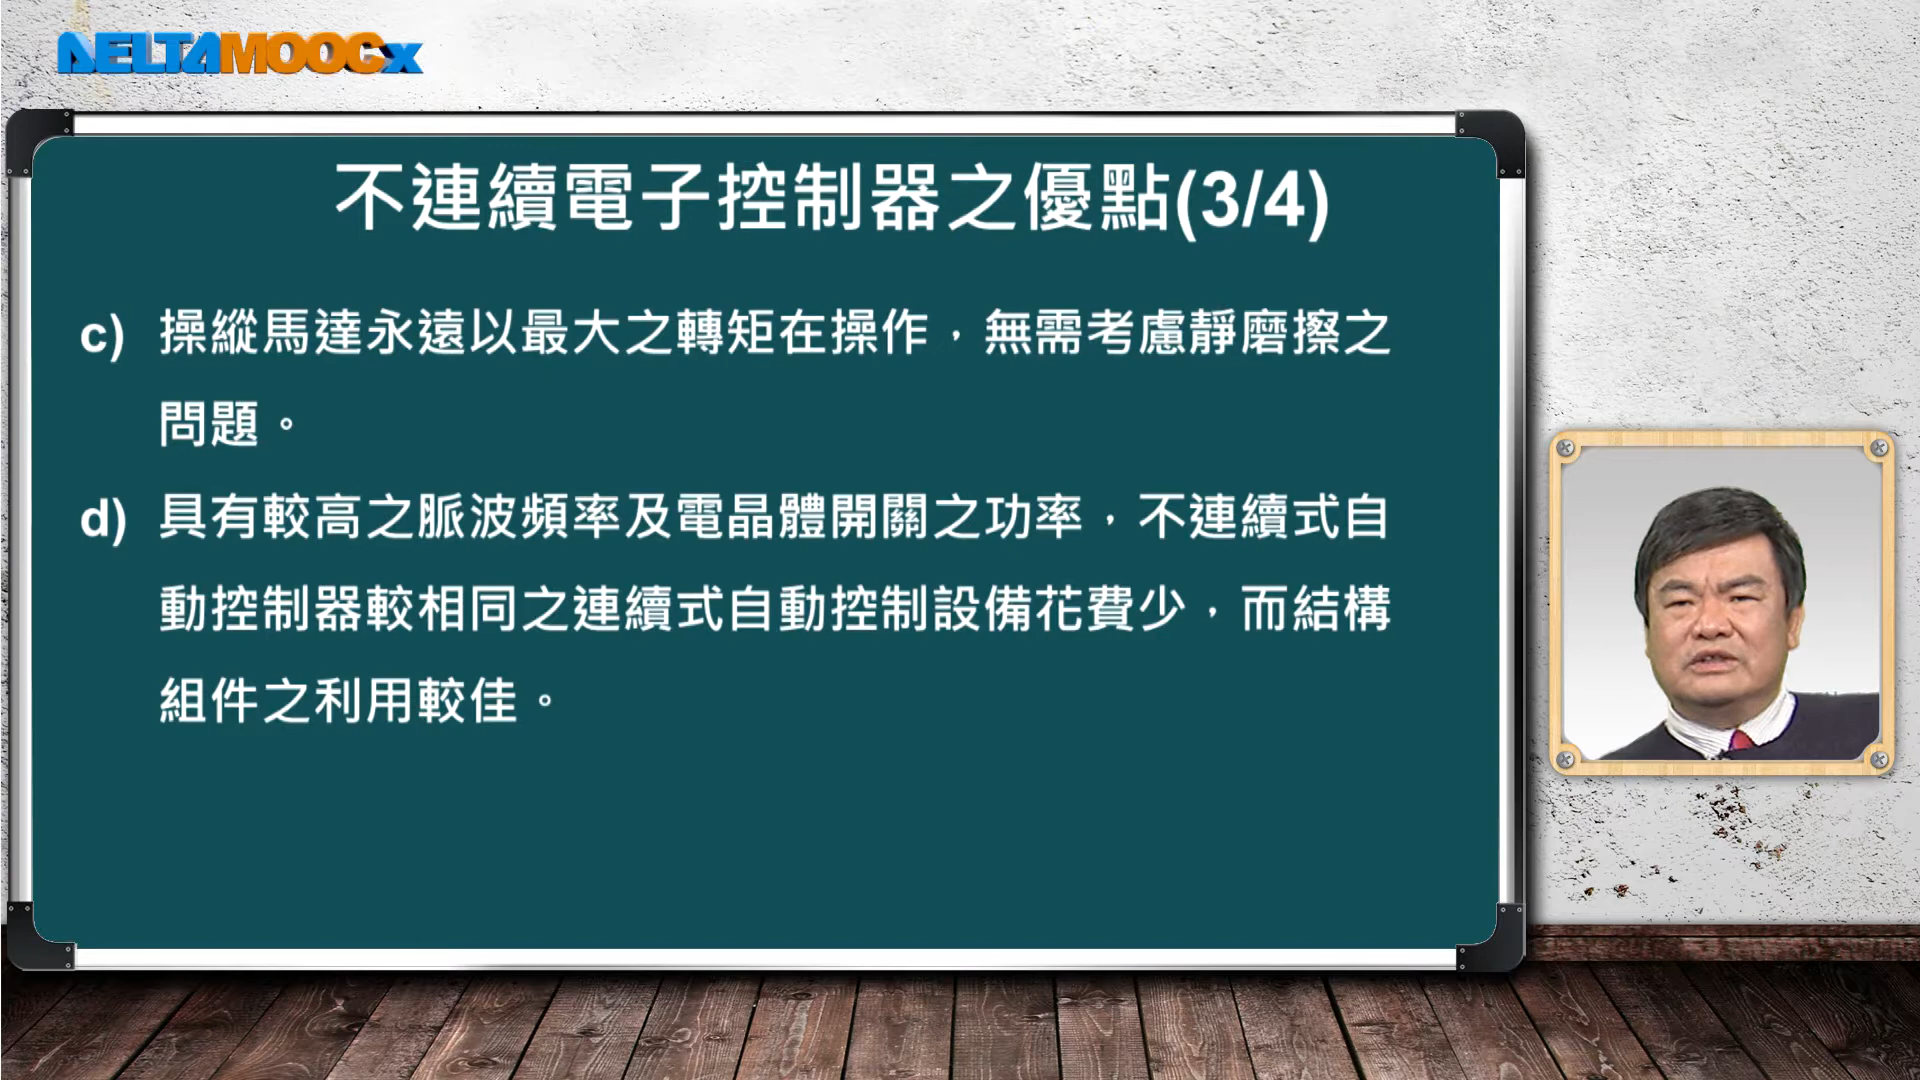 DELTAMOOCx
不連續電子控制器之優點(3/4)
c) 操縱馬達永遠以最大之轉矩在操作，無需考慮靜磨擦之
問題。
d) 具有較高之脈波頻率及電晶體開關之功率，不連續式自
動控制器較相同之連續式自動控制設備花費少，而結構
組件之利用較佳。